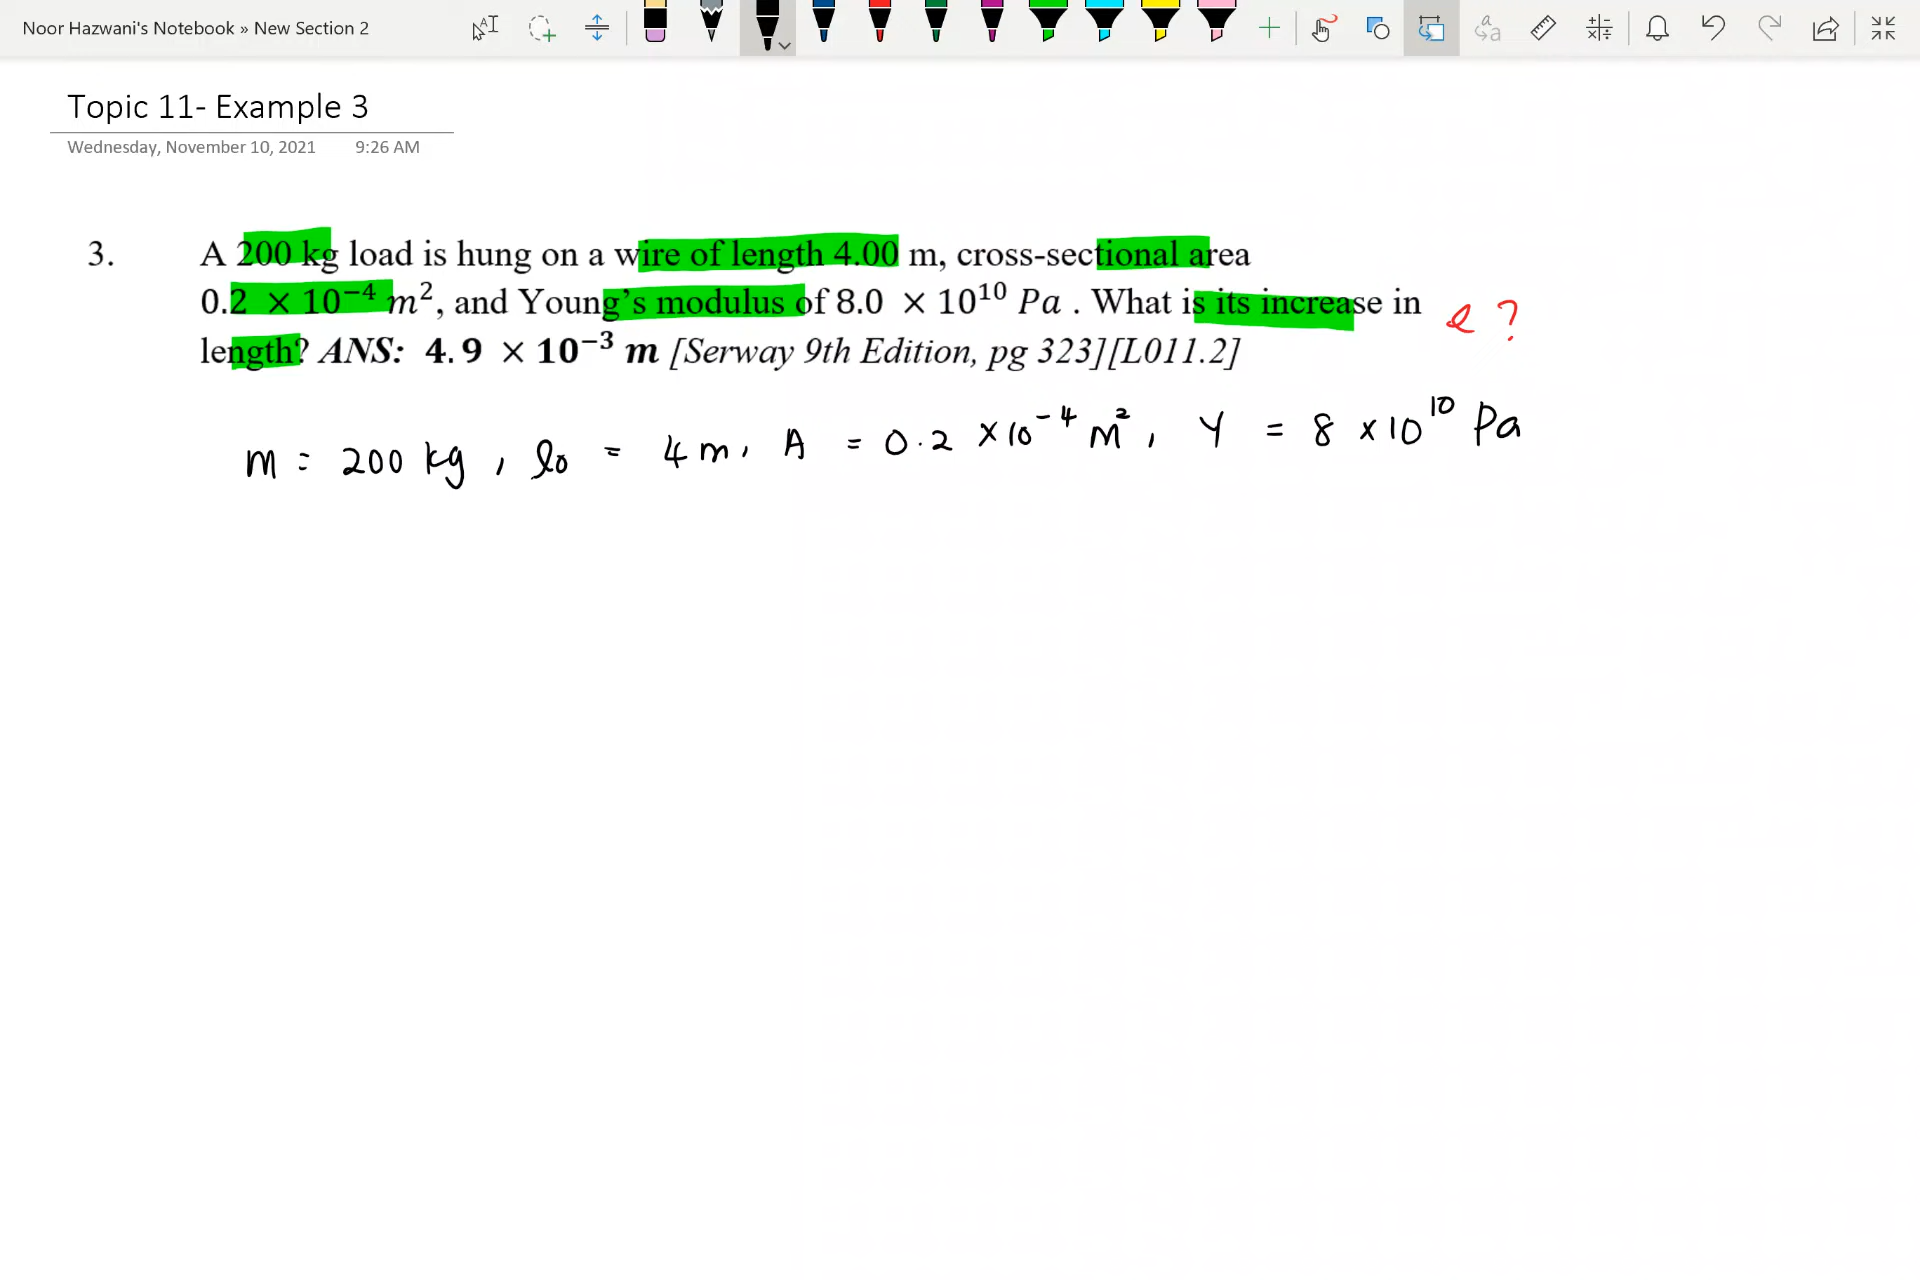 Noor Hazwani's Notebook » New Section 2
Topic 11- Example 3
Wednesday, November 10, 2021 9:26 AM
3. A 200 kg load is hung on a wire of length 4.00 m, cross-sectional area
0.2 × 10⁻⁴ m², and Young’s modulus of 8.0 × 10¹⁰ Pa . What is its increase in
e ?
length? ANS: 4.9 × 10⁻³ m [Serway 9th Edition, pg 323][L011.2]
m = 200 kg , l₀ = 4 m, A = 0.2 × 10⁻⁴ m², Y = 8 × 10¹⁰ Pa